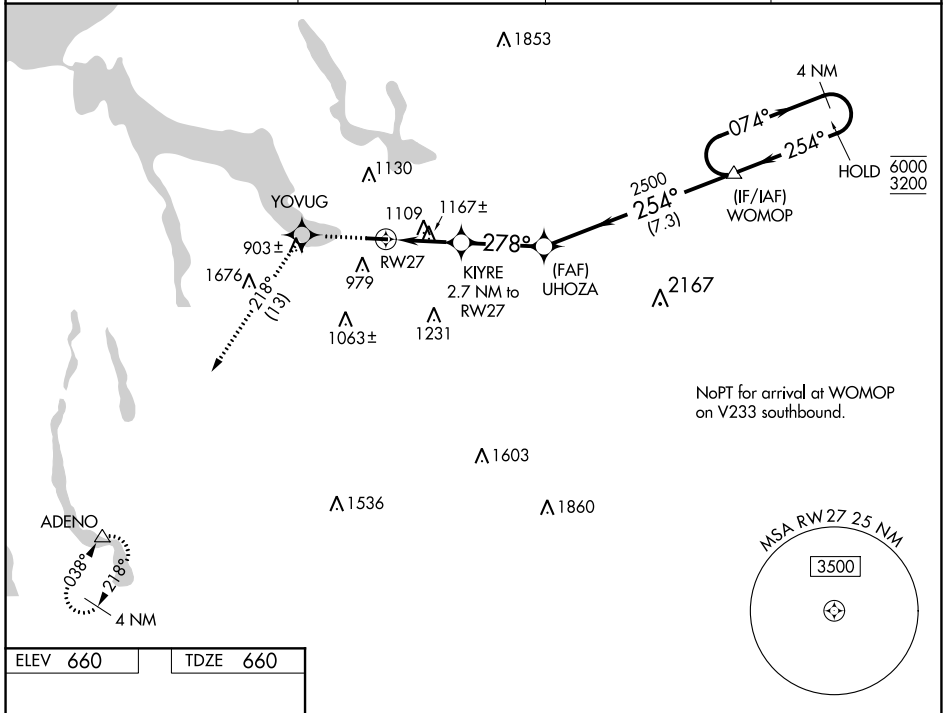 1853
4 NM
074°
254°
HOLD
6000
3200
(IF/IAF)
WOMOP
2500
254°
(7.3)
1130
YOVUG
1109
1167±
278°
903±
RW27
979
KIYRE
2.7 NM to
RW27
(FAF)
UHOZA
1676
218°
(13)
1063±
1231
2167
NoPT for arrival at WOMOP
on V233 southbound.
1603
1536
1860
ADENO
038°
218°
4 NM
MSA RW27 25 NM
3500
ELEV 660
TDZE 660